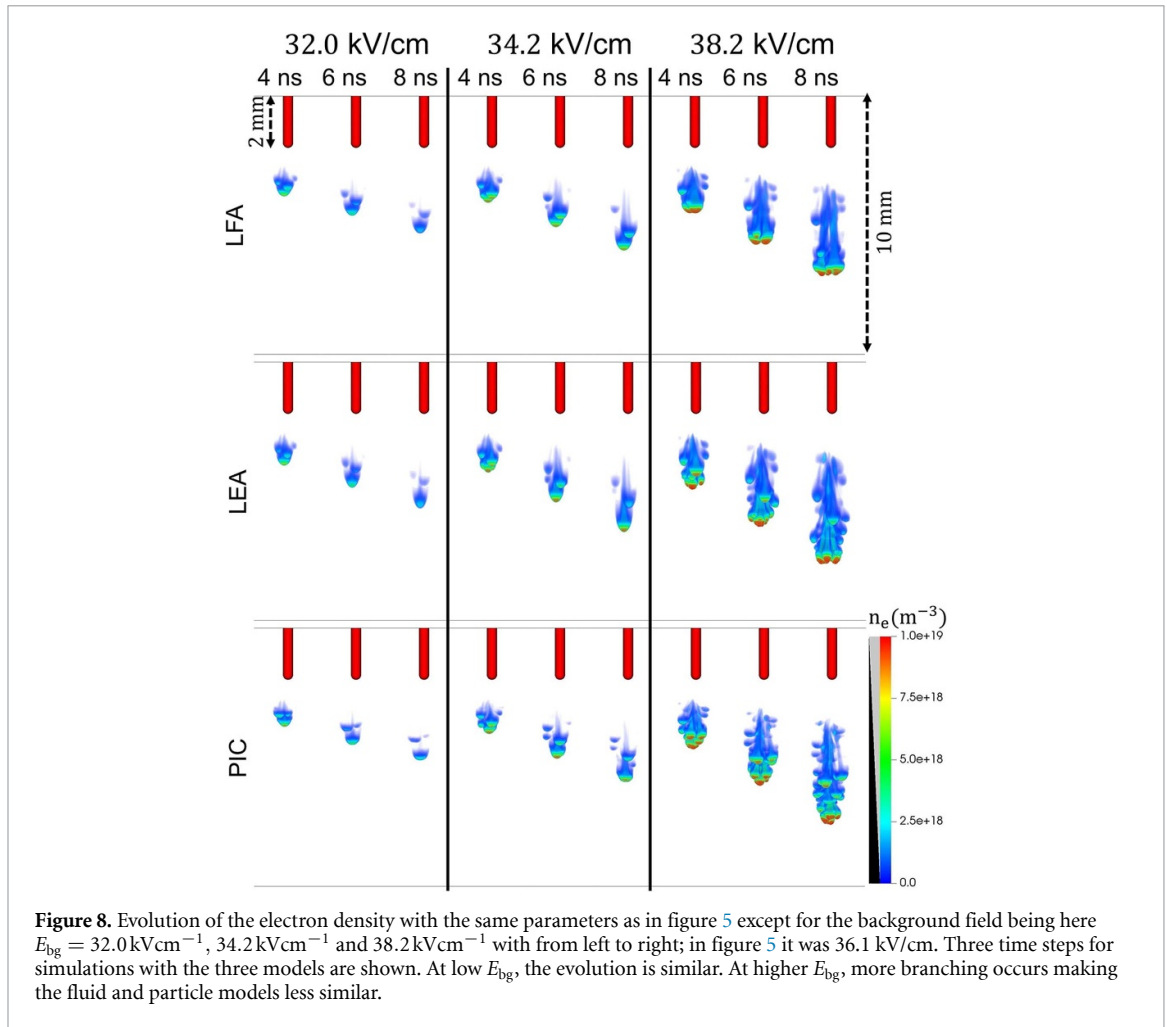 32.0 kV/cm 34.2 kV/cm 38.2 kV/cm
4 ns 6 ns 8 ns 4 ns 6 ns 8 ns 4 ns 6 ns 8 ns
2 mm
LFA
10 mm
LEA
PIC
nₑ(m⁻³)
1.0e+19
7.5e+18
5.0e+18
2.5e+18
0.0
Figure 8. Evolution of the electron density with the same parameters as in figure 5 except for the background field being here
E_bg = 32.0 kVcm⁻¹, 34.2 kVcm⁻¹ and 38.2 kVcm⁻¹ with from left to right; in figure 5 it was 36.1 kV/cm. Three time steps for
simulations with the three models are shown. At low E_bg, the evolution is similar. At higher E_bg, more branching occurs making
the fluid and particle models less similar.